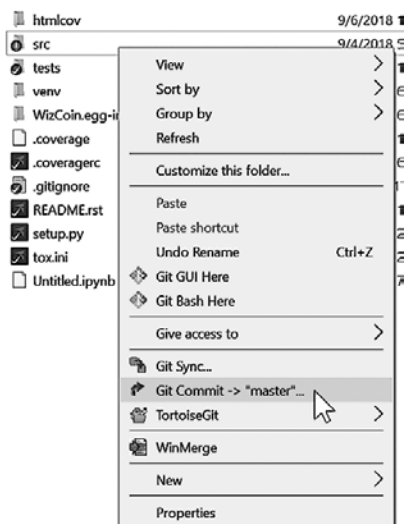 htmlcov 9/6/2018
src 9/4/2018
tests
venv
WizCoin.egg-in
.coverage
.coveragerc
.gitignore
README.rst
setup.py
tox.ini
Untitled.ipynb
View
Sort by
Group by
Refresh
Customize this folder...
Paste
Paste shortcut
Undo Rename Ctrl+Z
Git GUI Here
Git Bash Here
Give access to
Git Sync...
Git Commit -> "master"...
TortoiseGit
WinMerge
New
Properties